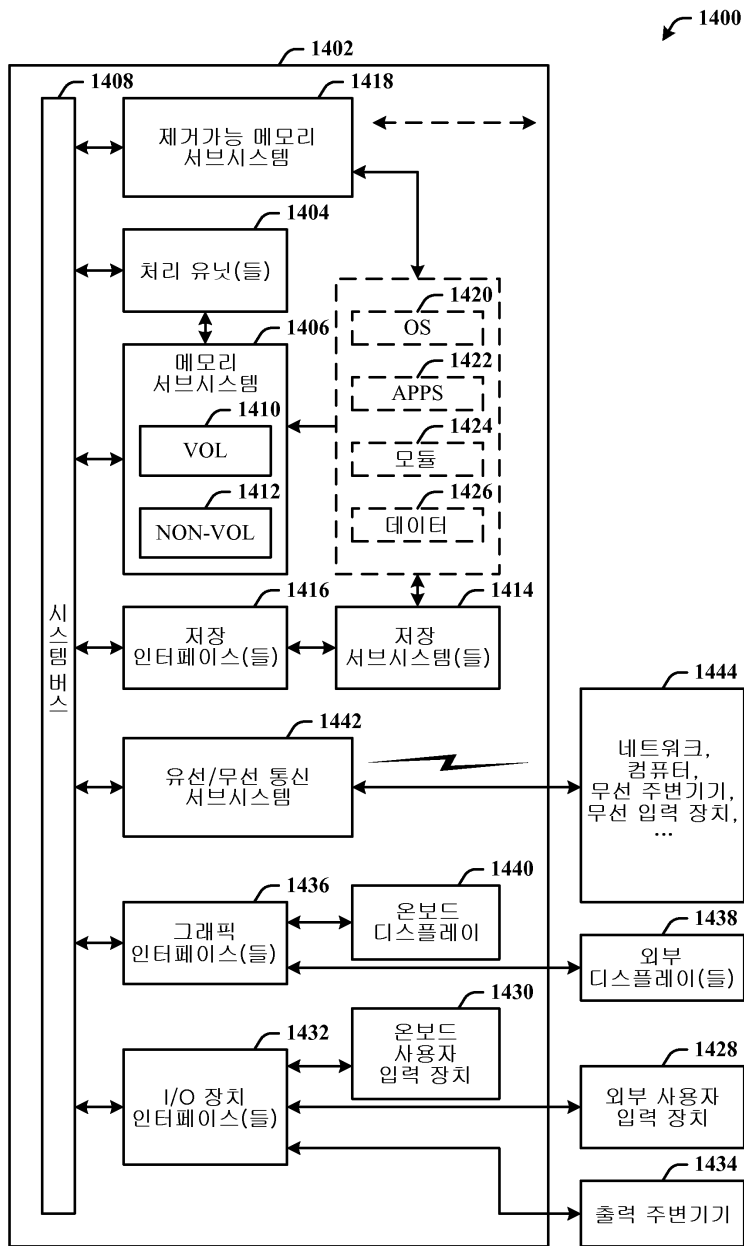 1400
1402
1408
1418
제거가능 메모리
서브시스템
1404
처리 유닛(들)
1406
메모리
서브시스템
1410
VOL
1412
NON-VOL
1420
OS
1422
APPS
1424
모듈
1426
데이터
시스템 버스
1416
저장
인터페이스(들)
1414
저장
서브시스템(들)
1442
유선/무선 통신
서브시스템
1444
네트워크,
컴퓨터,
무선 주변기기,
무선 입력 장치,
...
1436
그래픽
인터페이스(들)
1440
온보드
디스플레이
1438
외부
디스플레이(들)
1432
I/O 장치
인터페이스(들)
1430
온보드
사용자
입력 장치
1428
외부 사용자
입력 장치
1434
출력 주변기기